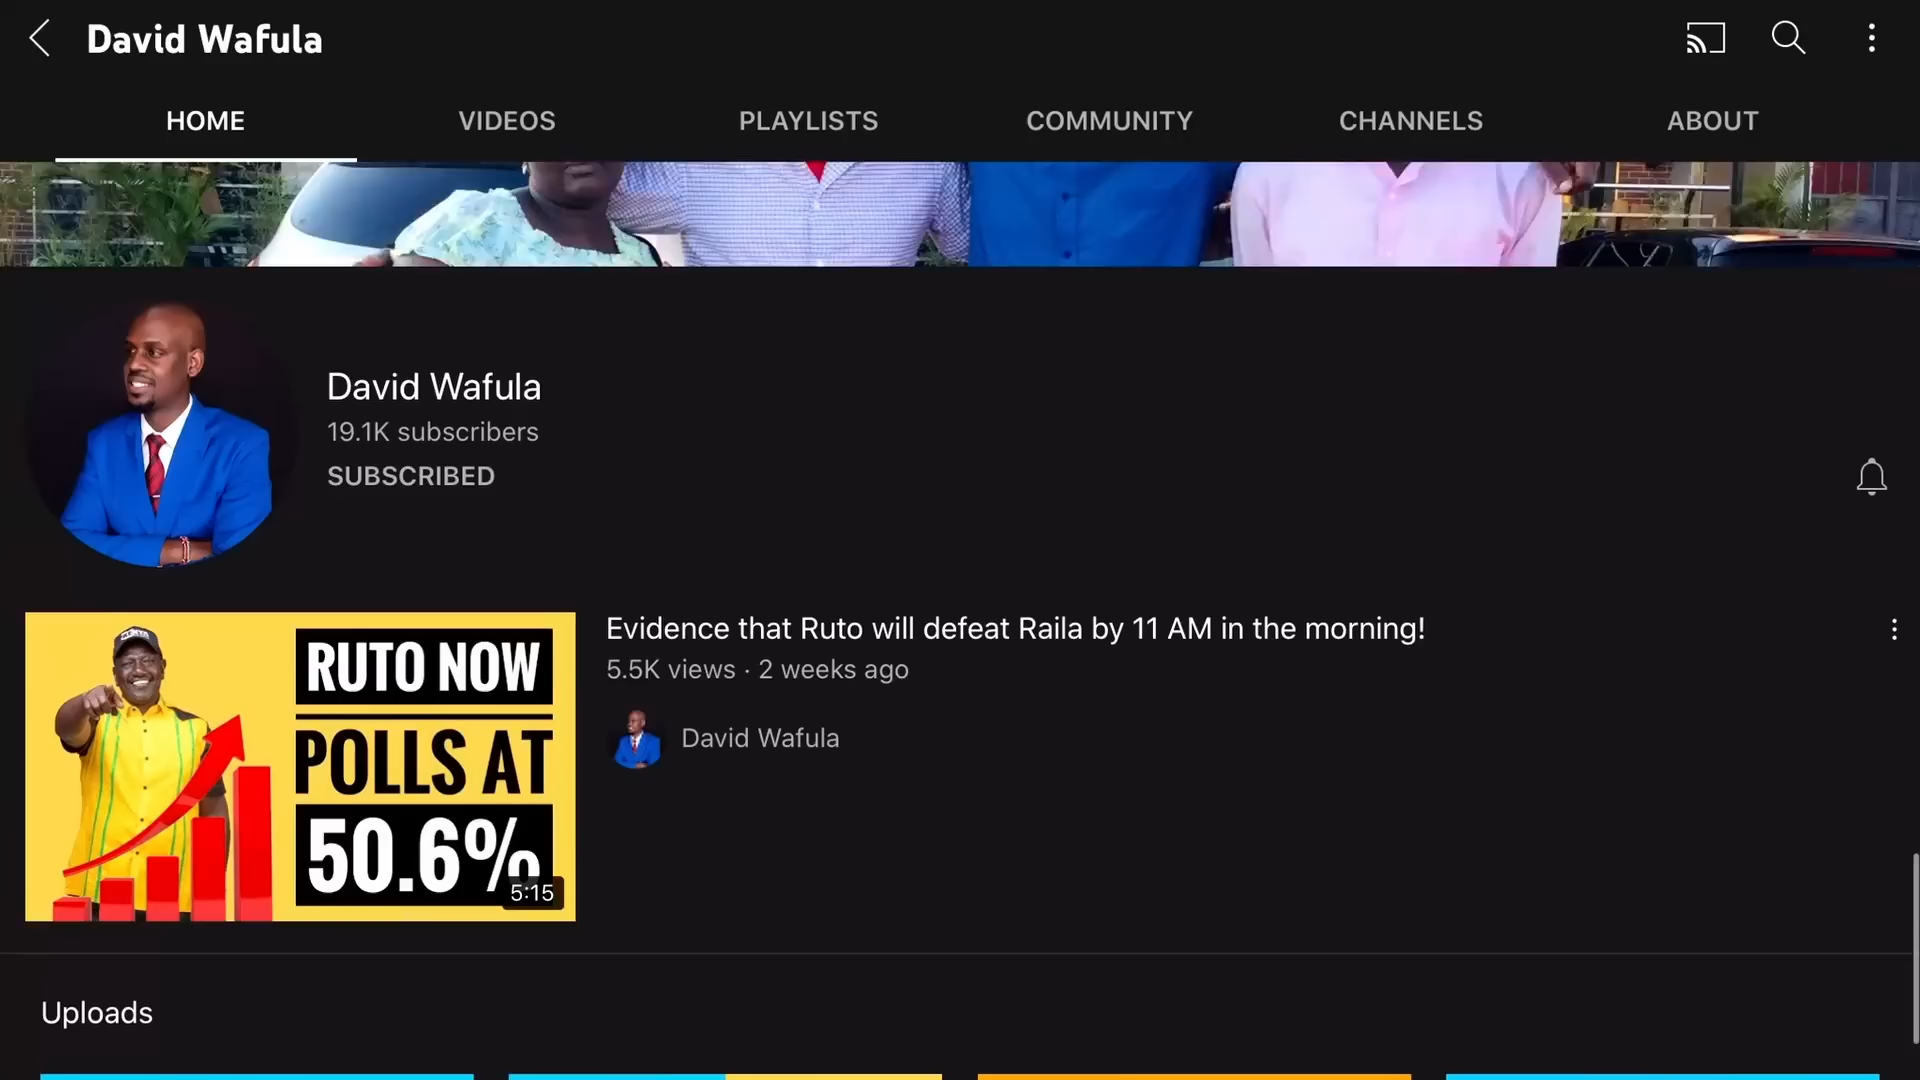 David Wafula
HOME
VIDEOS
PLAYLISTS
COMMUNITY
CHANNELS
ABOUT
David Wafula
19.1K subscribers
SUBSCRIBED
RUTO NOW
POLLS AT
50.6%
5:15
Evidence that Ruto will defeat Raila by 11 AM in the morning!
5.5K views · 2 weeks ago
David Wafula
Uploads